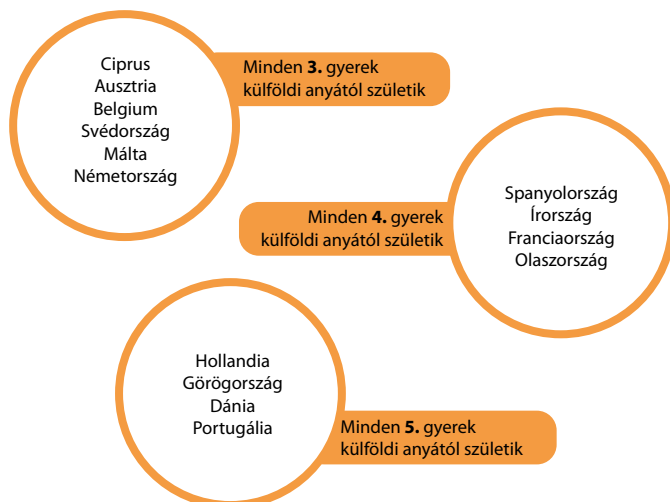 Ciprus
Ausztria
Belgium
Svédország
Málta
Németország
Minden 3. gyerek
külföldi anyától születik
Spanyolország
Írország
Franciaország
Olaszország
Minden 4. gyerek
külföldi anyától születik
Hollandia
Görögország
Dánia
Portugália
Minden 5. gyerek
külföldi anyától születik